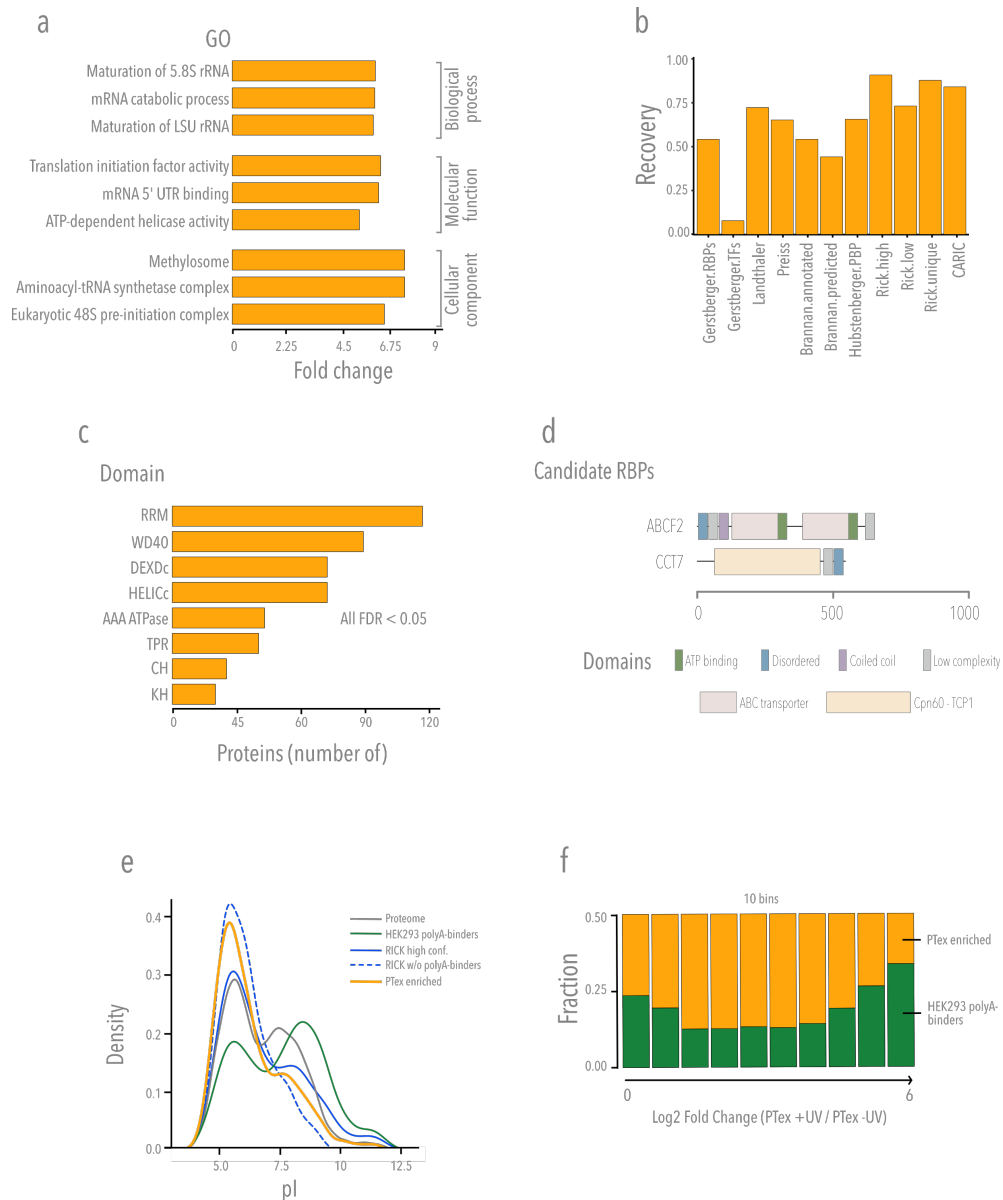 a
GO
Maturation of 5.8S rRNA
mRNA catabolic process
Maturation of LSU rRNA
Biological
process
Translation initiation factor activity
mRNA 5' UTR binding
ATP-dependent helicase activity
Molecular
function
Methylosome
Aminoacyl-tRNA synthetase complex
Eukaryotic 48S pre-initiation complex
Cellular
component
0 2.25 4.5 6.75 9
Fold change
b
Recovery
1.00
0.75
0.50
0.25
0.00
Gerstberger.RBPs
Gerstberger.TFs
Landthaler
Preiss
Brannan.annotated
Brannan.predicted
Hubstenberger.PBP
Rick.high
Rick.low
Rick.unique
CARIC
c
Domain
RRM
WD40
DEXDc
HELICc
AAA ATPase
TPR
CH
KH
All FDR < 0.05
0 45 60 90 120
Proteins (number of)
d
Candidate RBPs
ABCF2
CCT7
0 500 1000
Domains
ATP binding
Disordered
Coiled coil
Low complexity
ABC transporter
Cpn60 - TCP1
e
Density
0.4
0.3
0.2
0.1
0.0
Proteome
HEK293 polyA-binders
RICK high conf.
RICK w/o polyA-binders
PTex enriched
5.0 7.5 10 12.5
pI
f
10 bins
Fraction
0.50
0.25
0.00
PTex enriched
HEK293 polyA-
binders
0 6
Log2 Fold Change (PTex +UV / PTex -UV)